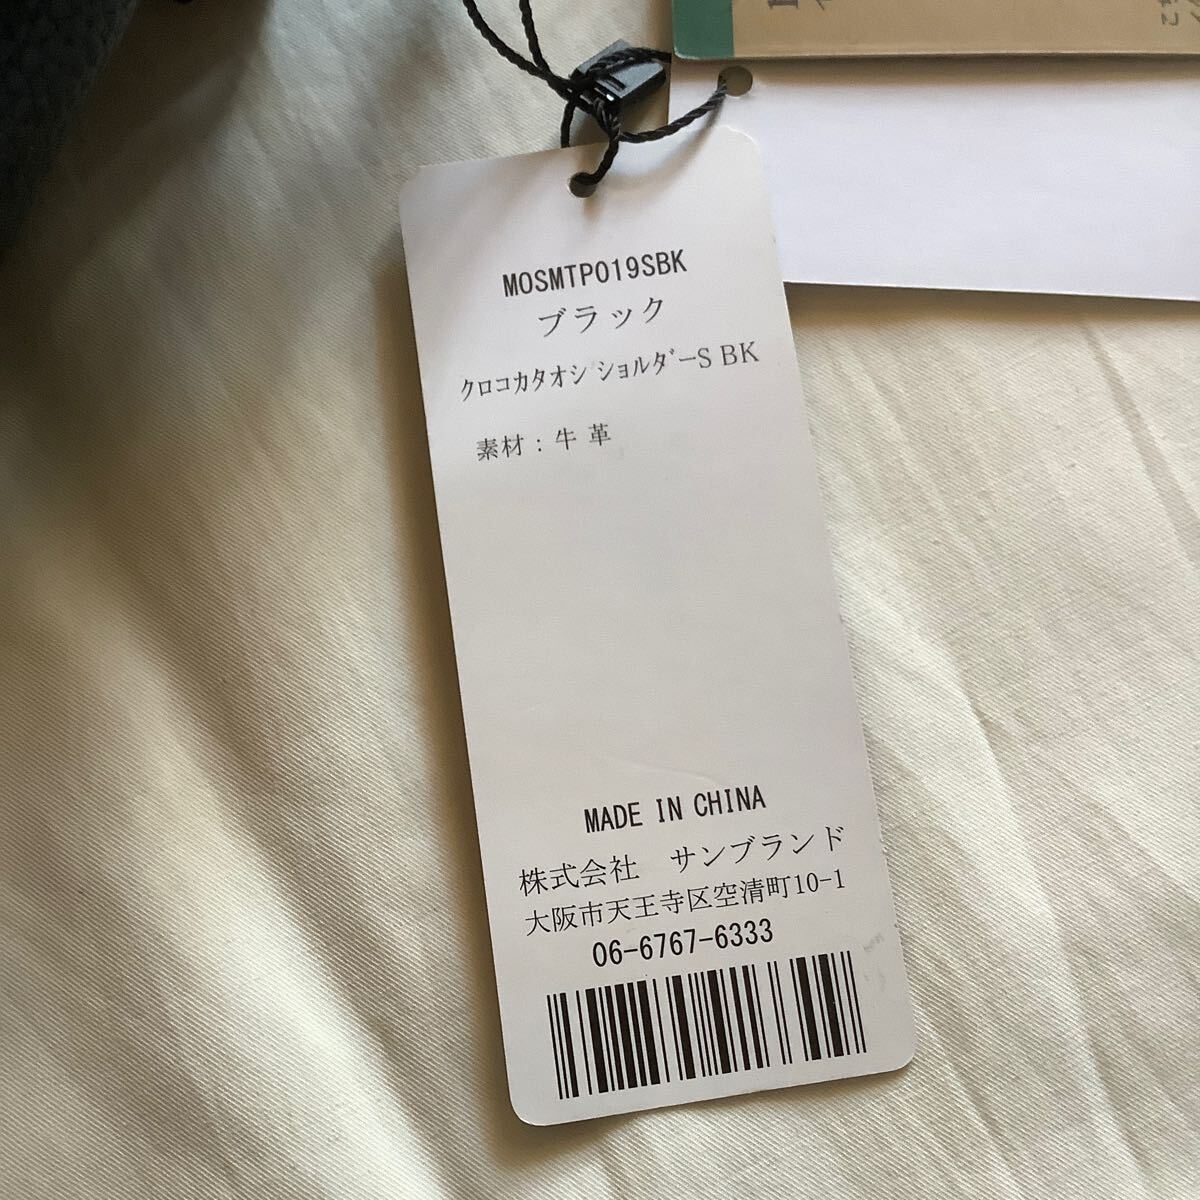 MOSMTP019SBK
ブラック
クロコカタオシ ショルダーS BK
素材：牛 革
MADE IN CHINA
株式会社　サンブランド
大阪市天王寺区空清町10-1
06-6767-6333